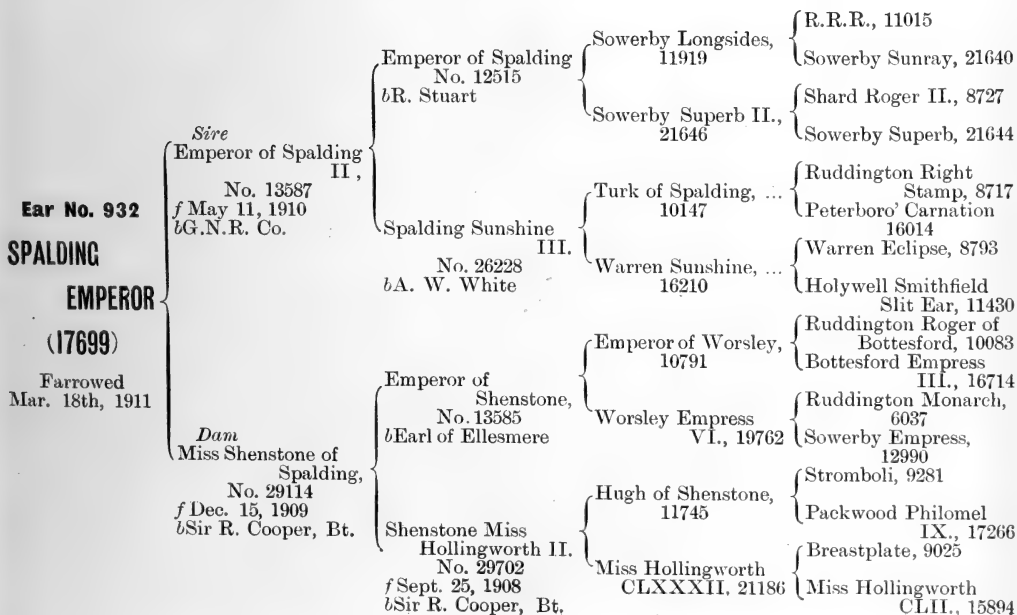 Ear No. 932
SPALDING
EMPEROR
(17699)
Farrowed
Mar. 18th, 1911
Sire
Emperor of Spalding
II,
No. 13587
f May 11, 1910
bG.N.R. Co.
Dam
Miss Shenstone of
Spalding,
No. 29114
f Dec. 15, 1909
bSir R. Cooper, Bt.
Emperor of Spalding
No. 12515
bR. Stuart
Spalding Sunshine
III.
No. 26228
bA. W. White
Emperor of
Shenstone,
No. 13585
bEarl of Ellesmere
Shenstone Miss
Hollingworth II.
No. 29702
f Sept. 25, 1908
bSir R. Cooper, Bt.
Sowerby Longsides,
11919
Sowerby Superb II.,
21646
Turk of Spalding, ...
10147
Warren Sunshine, ...
16210
Emperor of Worsley,
10791
Worsley Empress
VI., 19762
Hugh of Shenstone,
11745
Miss Hollingworth
CLXXXII, 21186
R.R.R., 11015
Sowerby Sunray, 21640
Shard Roger II., 8727
Sowerby Superb, 21644
Ruddington Right
Stamp, 8717
Peterboro' Carnation
16014
Warren Eclipse, 8793
Holywell Smithfield
Slit Ear, 11430
Ruddington Roger of
Bottesford, 10083
Bottesford Empress
III., 16714
Ruddington Monarch,
6037
Sowerby Empress,
12990
Stromboli, 9281
Packwood Philomel
IX., 17266
Breastplate, 9025
Miss Hollingworth
CLII., 15894